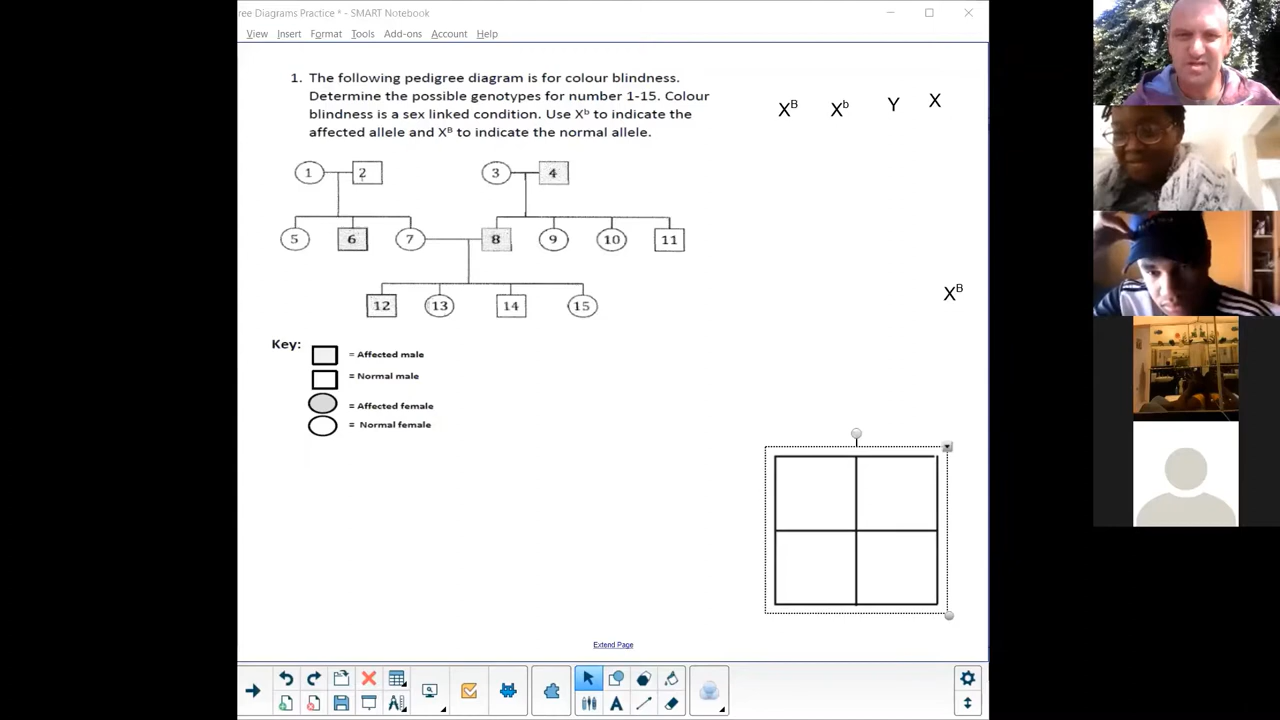 ree Diagrams Practice * - SMART Notebook
View Insert Format Tools Add-ons Account Help
1. The following pedigree diagram is for colour blindness.
Determine the possible genotypes for number 1-15. Colour
blindness is a sex linked condition. Use Xᵇ to indicate the
affected allele and Xᴮ to indicate the normal allele.
Xᴮ Xᵇ Y X
1 2 3 4
5 6 7 8 9 10 11
Xᴮ
12 13 14 15
Key:
= Affected male
= Normal male
= Affected female
= Normal female
Extend Page
A